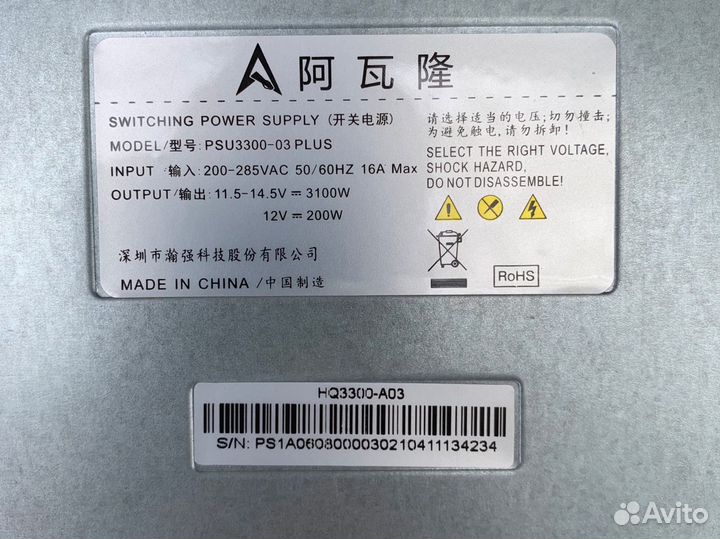 阿瓦隆
SWITCHING POWER SUPPLY (开关电源)
MODEL/型号: PSU3300-03 PLUS
INPUT /输入: 200-285VAC 50/60HZ 16A Max
OUTPUT/输出: 11.5-14.5V⎓3100W
12V⎓200W
深圳市瀚强科技股份有限公司
MADE IN CHINA /中国制造
请选择适当的电压;切勿撞击;
为避免触电,请勿拆卸!
SELECT THE RIGHT VOLTAGE,
SHOCK HAZARD,
DO NOT DISASSEMBLE!
RoHS
HQ3300-A03
S/N: PS1A0608000030210411134234
Avito